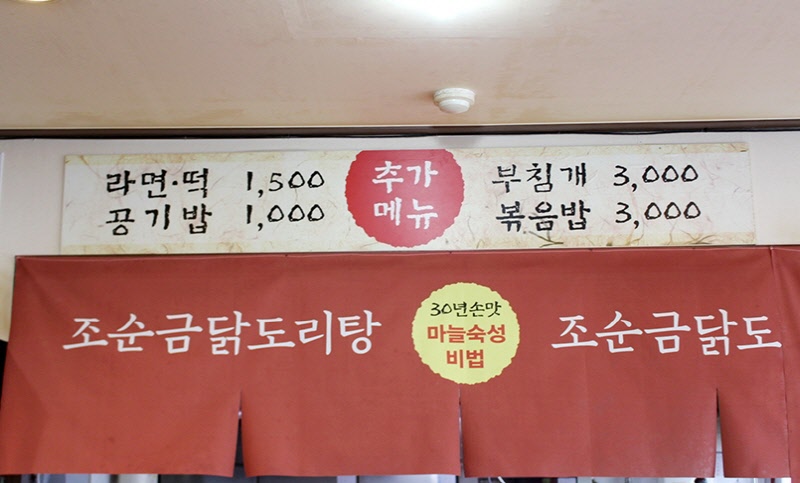 라면·떡 1,500
공기밥 1,000
추가
메뉴
부침개 3,000
볶음밥 3,000
조순금닭도리탕
30년손맛
마늘숙성
비법
조순금닭도